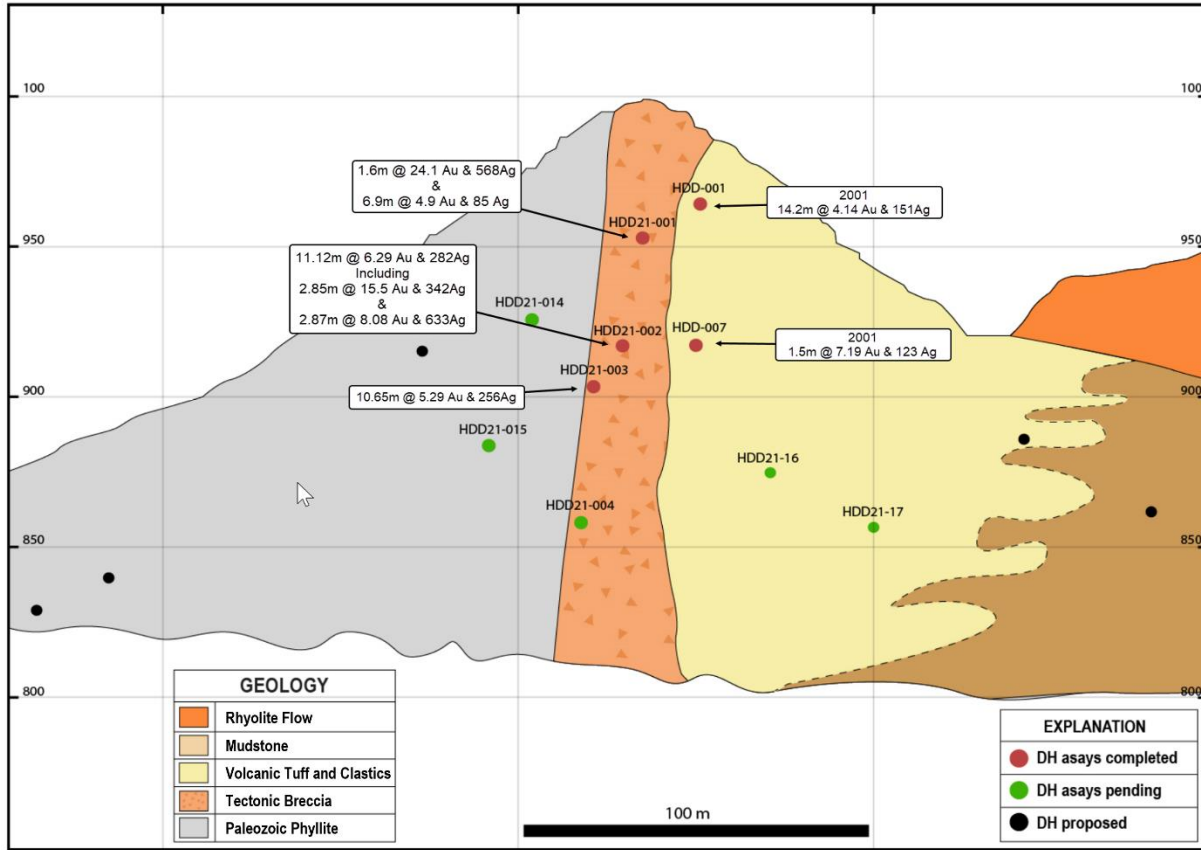 100
100
1.6m @ 24.1 Au & 568Ag
&
6.9m @ 4.9 Au & 85 Ag
HDD-001
2001
14.2m @ 4.14 Au & 151Ag
HDD21-001
950
950
11.12m @ 6.29 Au & 282Ag
Including
2.85m @ 15.5 Au & 342Ag
&
2.87m @ 8.08 Au & 633Ag
HDD21-014
HDD21-002
HDD-007
2001
1.5m @ 7.19 Au & 123 Ag
HDD21-003
10.65m @ 5.29 Au & 256Ag
900
900
HDD21-015
HDD21-16
HDD21-004
HDD21-17
850
850
800
800
GEOLOGY
Rhyolite Flow
Mudstone
Volcanic Tuff and Clastics
Tectonic Breccia
Paleozoic Phyllite
100 m
EXPLANATION
DH asays completed
DH asays pending
DH proposed